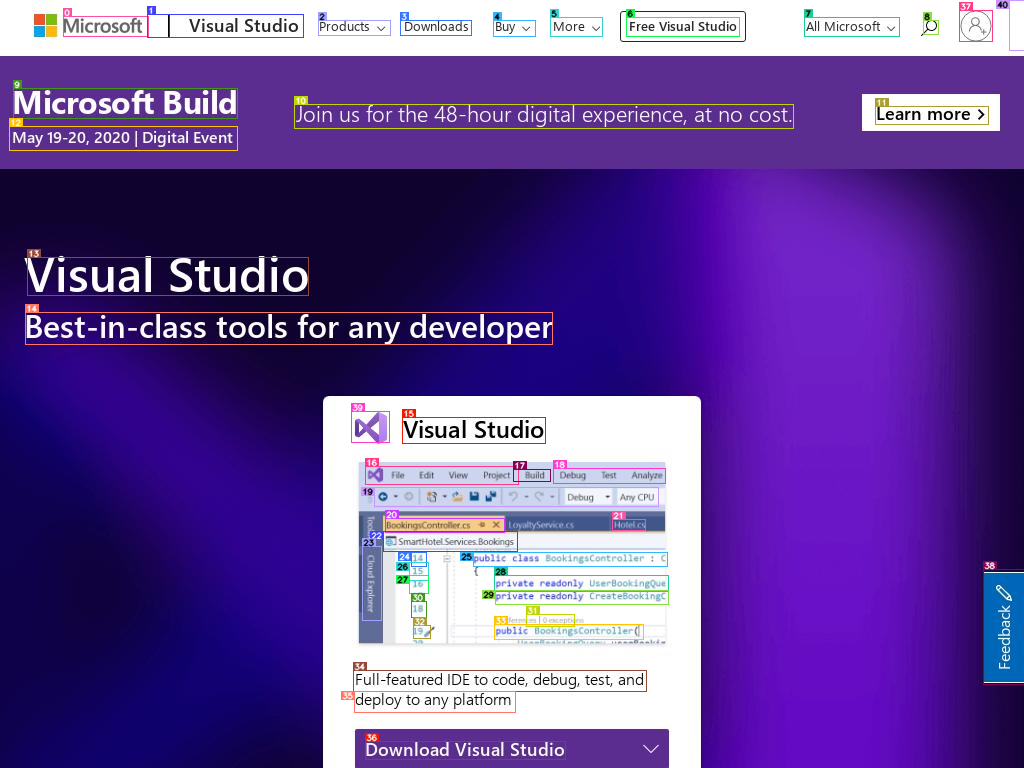 Microsoft
Visual Studio
Products
Downloads
Buy
More
Free Visual Studio
All Microsoft
Microsoft Build
May 19-20, 2020 | Digital Event
Join us for the 48-hour digital experience, at no cost.
Learn more >
Visual Studio
Best-in-class tools for any developer
Visual Studio
File Edit View Project Build Debug Test Analyze
Debug Any CPU
BookingsController.cs LoyaltyService.cs Hotel.cs
SmartHotel.Services.Bookings
Cloud Explorer
14 public class BookingsController : C
15 {
16 private readonly UserBookingQue
private readonly CreateBookingC
18
0 exceptions
19 public BookingsController(
Full-featured IDE to code, debug, test, and
deploy to any platform
Download Visual Studio
Feedback
0
1
2
3
4
5
6
7
8
9
10
11
12
13
14
15
16
17
18
19
20
21
22
23
24
25
26
27
28
29
30
31
32
33
34
35
36
37
38
39
40